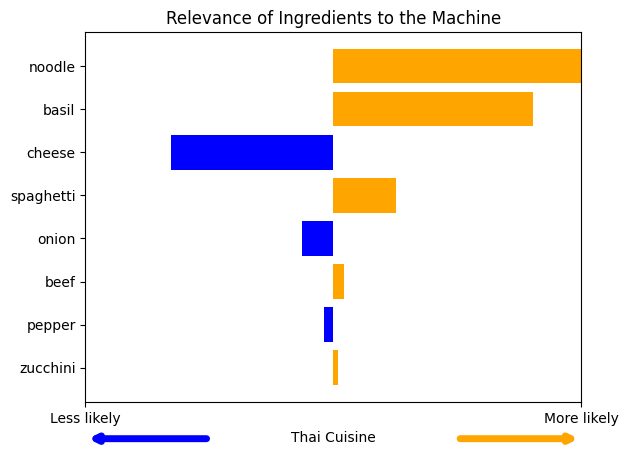 Relevance of Ingredients to the Machine
noodle
basil
cheese
spaghetti
onion
beef
pepper
zucchini
Less likely
More likely
Thai Cuisine